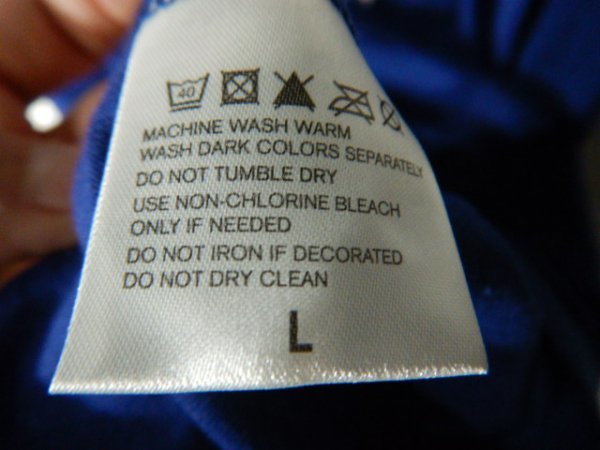 40
MACHINE WASH WARM
WASH DARK COLORS SEPARATELY
DO NOT TUMBLE DRY
USE NON-CHLORINE BLEACH
ONLY IF NEEDED
DO NOT IRON IF DECORATED
DO NOT DRY CLEAN
L